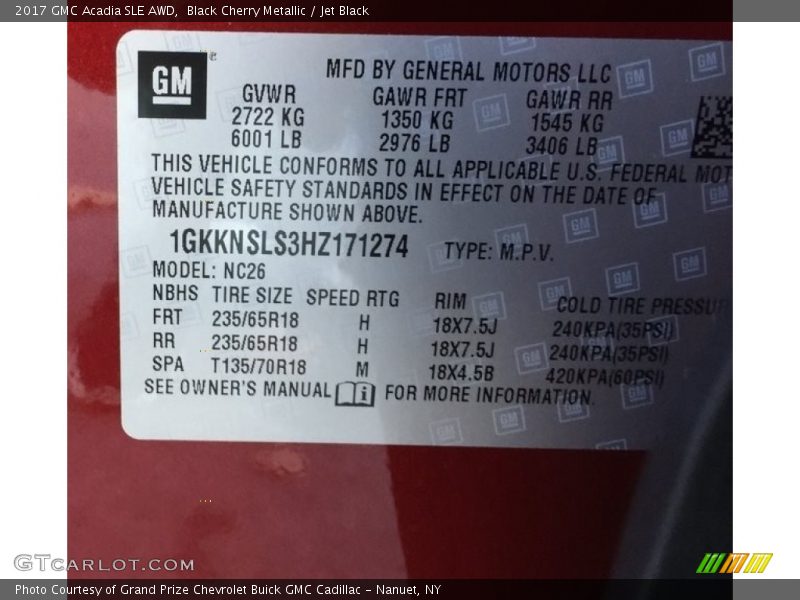 2017 GMC Acadia SLE AWD,  Black Cherry Metallic / Jet Black
GM®
MFD BY GENERAL MOTORS LLC
GVWR GAWR FRT GAWR RR
2722 KG 1350 KG 1545 KG
6001 LB 2976 LB 3406 LB
THIS VEHICLE CONFORMS TO ALL APPLICABLE U.S. FEDERAL MOT
VEHICLE SAFETY STANDARDS IN EFFECT ON THE DATE OF
MANUFACTURE SHOWN ABOVE.
1GKKNSLS3HZ171274 TYPE: M.P.V.
MODEL: NC26
NBHS TIRE SIZE SPEED RTG RIM COLD TIRE PRESSUR
FRT 235/65R18 H 18X7.5J 240KPA(35PSI)
RR 235/65R18 H 18X7.5J 240KPA(35PSI)
SPA T135/70R18 M 18X4.5B 420KPA(60PSI)
SEE OWNER'S MANUAL FOR MORE INFORMATION.
GTCARLOT.COM
Photo Courtesy of Grand Prize Chevrolet Buick GMC Cadillac - Nanuet, NY